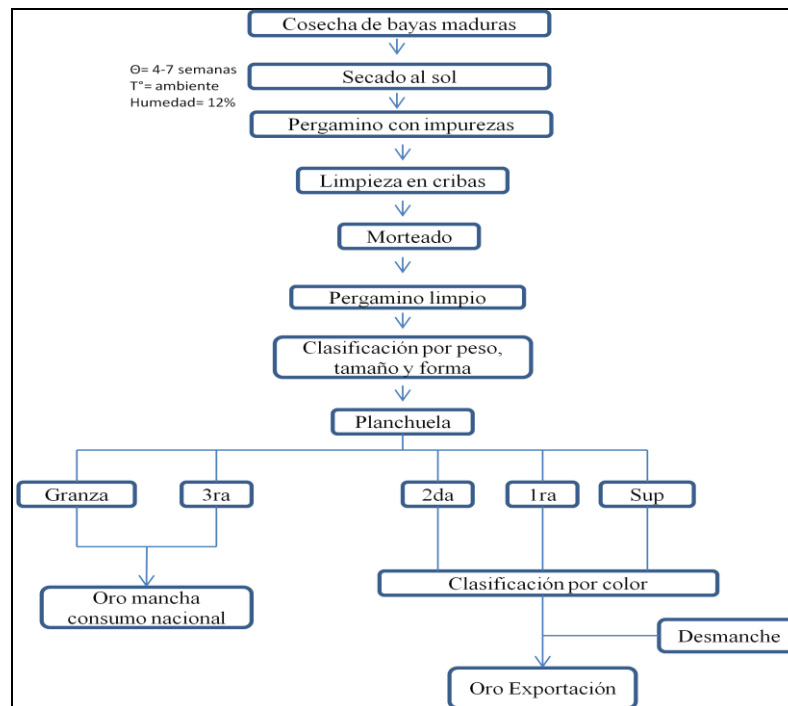 Cosecha de bayas maduras
Θ= 4-7 semanas
T°= ambiente
Humedad= 12%
Secado al sol
Pergamino con impurezas
Limpieza en cribas
Morteado
Pergamino limpio
Clasificación por peso,
tamaño y forma
Planchuela
Granza
3ra
2da
1ra
Sup
Clasificación por color
Oro mancha
consumo nacional
Desmanche
Oro Exportación